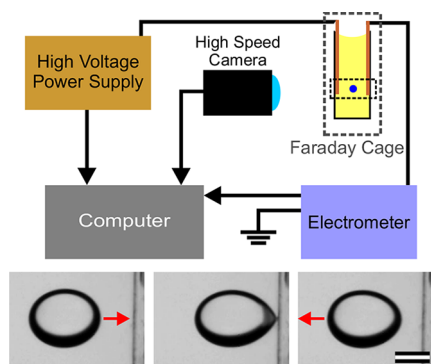 High Voltage
Power Supply
High Speed
Camera
Faraday Cage
Computer
Electrometer